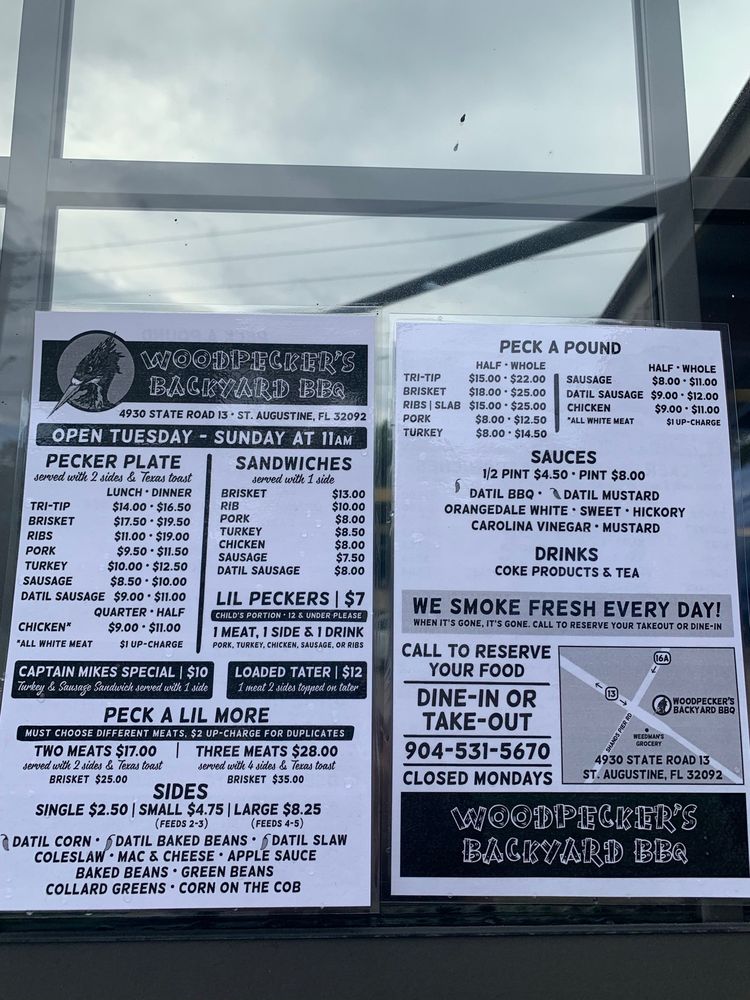 WOODPECKER'S
BACKYARD BBQ
4930 STATE ROAD 13 • ST. AUGUSTINE, FL 32092
OPEN TUESDAY - SUNDAY AT 11AM
PECKER PLATE
served with 2 sides & Texas toast
LUNCH • DINNER
TRI-TIP $14.00 • $16.50
BRISKET $17.50 • $19.50
RIBS $11.00 • $19.00
PORK $9.50 • $11.50
TURKEY $10.00 • $12.50
SAUSAGE $8.50 • $10.00
DATIL SAUSAGE $9.00 • $11.00
QUARTER • HALF
CHICKEN* $9.00 • $11.00
*ALL WHITE MEAT $1 UP-CHARGE
SANDWICHES
served with 1 side
BRISKET $13.00
RIB $10.00
PORK $8.00
TURKEY $8.50
CHICKEN $8.00
SAUSAGE $7.50
DATIL SAUSAGE $8.00
LIL PECKERS | $7
CHILD'S PORTION • 12 & UNDER PLEASE
1 MEAT, 1 SIDE & 1 DRINK
PORK, TURKEY, CHICKEN, SAUSAGE, OR RIBS
CAPTAIN MIKES SPECIAL | $10
Turkey & Sausage Sandwich served with 1 side
LOADED TATER | $12
1 meat 2 sides topped on tater
PECK A LIL MORE
MUST CHOOSE DIFFERENT MEATS, $2 UP-CHARGE FOR DUPLICATES
TWO MEATS $17.00 | THREE MEATS $28.00
served with 2 sides & Texas toast served with 4 sides & Texas toast
BRISKET $25.00 BRISKET $35.00
SIDES
SINGLE $2.50 | SMALL $4.75 | LARGE $8.25
(FEEDS 2-3) (FEEDS 4-5)
DATIL CORN • DATIL BAKED BEANS • DATIL SLAW
COLESLAW • MAC & CHEESE • APPLE SAUCE
BAKED BEANS • GREEN BEANS
COLLARD GREENS • CORN ON THE COB
PECK A POUND
HALF • WHOLE
TRI-TIP $15.00 • $22.00
BRISKET $18.00 • $25.00
RIBS | SLAB $15.00 • $25.00
PORK $8.00 • $12.50
TURKEY $8.00 • $14.50
HALF • WHOLE
SAUSAGE $8.00 • $11.00
DATIL SAUSAGE $9.00 • $12.00
CHICKEN $9.00 • $11.00
*ALL WHITE MEAT $1 UP-CHARGE
SAUCES
1/2 PINT $4.50 • PINT $8.00
DATIL BBQ • DATIL MUSTARD
ORANGEDALE WHITE • SWEET • HICKORY
CAROLINA VINEGAR • MUSTARD
DRINKS
COKE PRODUCTS & TEA
WE SMOKE FRESH EVERY DAY!
WHEN IT'S GONE, IT'S GONE. CALL TO RESERVE YOUR TAKEOUT OR DINE-IN
CALL TO RESERVE
YOUR FOOD
DINE-IN OR
TAKE-OUT
904-531-5670
CLOSED MONDAYS
16A
13
SHANDS PIER RD
WOODPECKER'S
BACKYARD BBQ
WEEDMAN'S
GROCERY
4930 STATE ROAD 13
ST. AUGUSTINE, FL 32092
WOODPECKER'S
BACKYARD BBQ